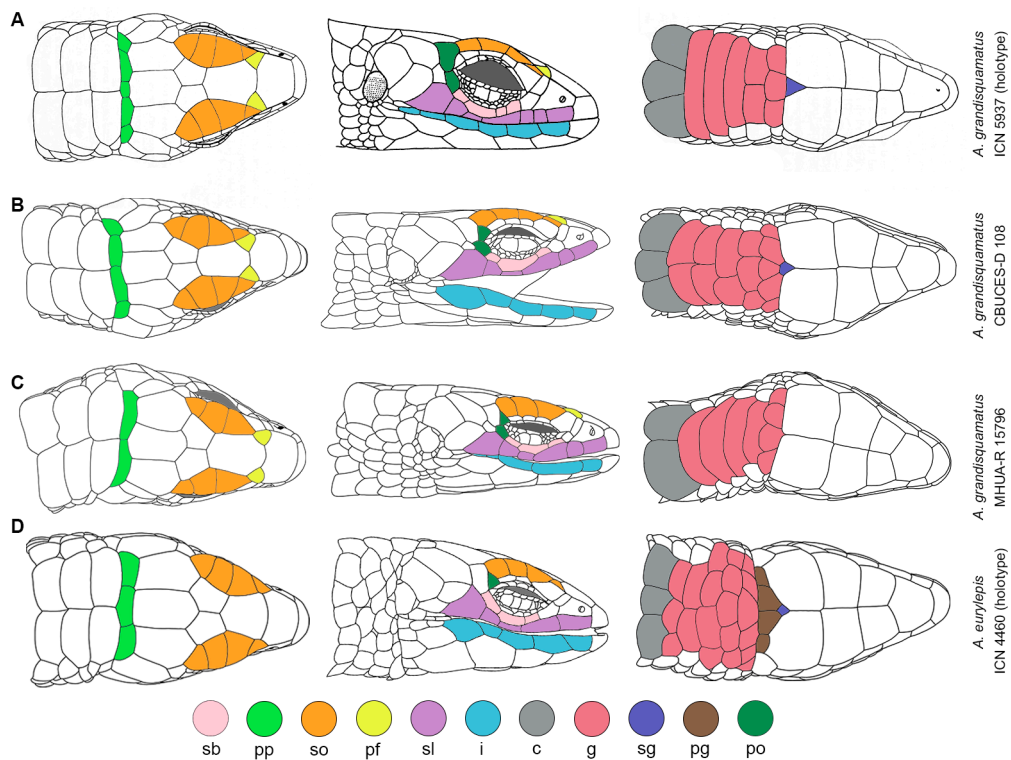 A
A. grandisquamatus
ICN 5937 (holotype)
B
A. grandisquamatus
CBUCES-D 108
C
A. grandisquamatus
MHUA-R 15796
D
A. eurylepis
ICN 4460 (holotype)
sb pp so pf sl i c g sg pg po